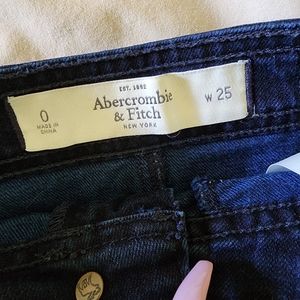 EST. 1892
0
Abercrombie
W 25
MADE IN
& Fitch
CHINA
NEW YORK